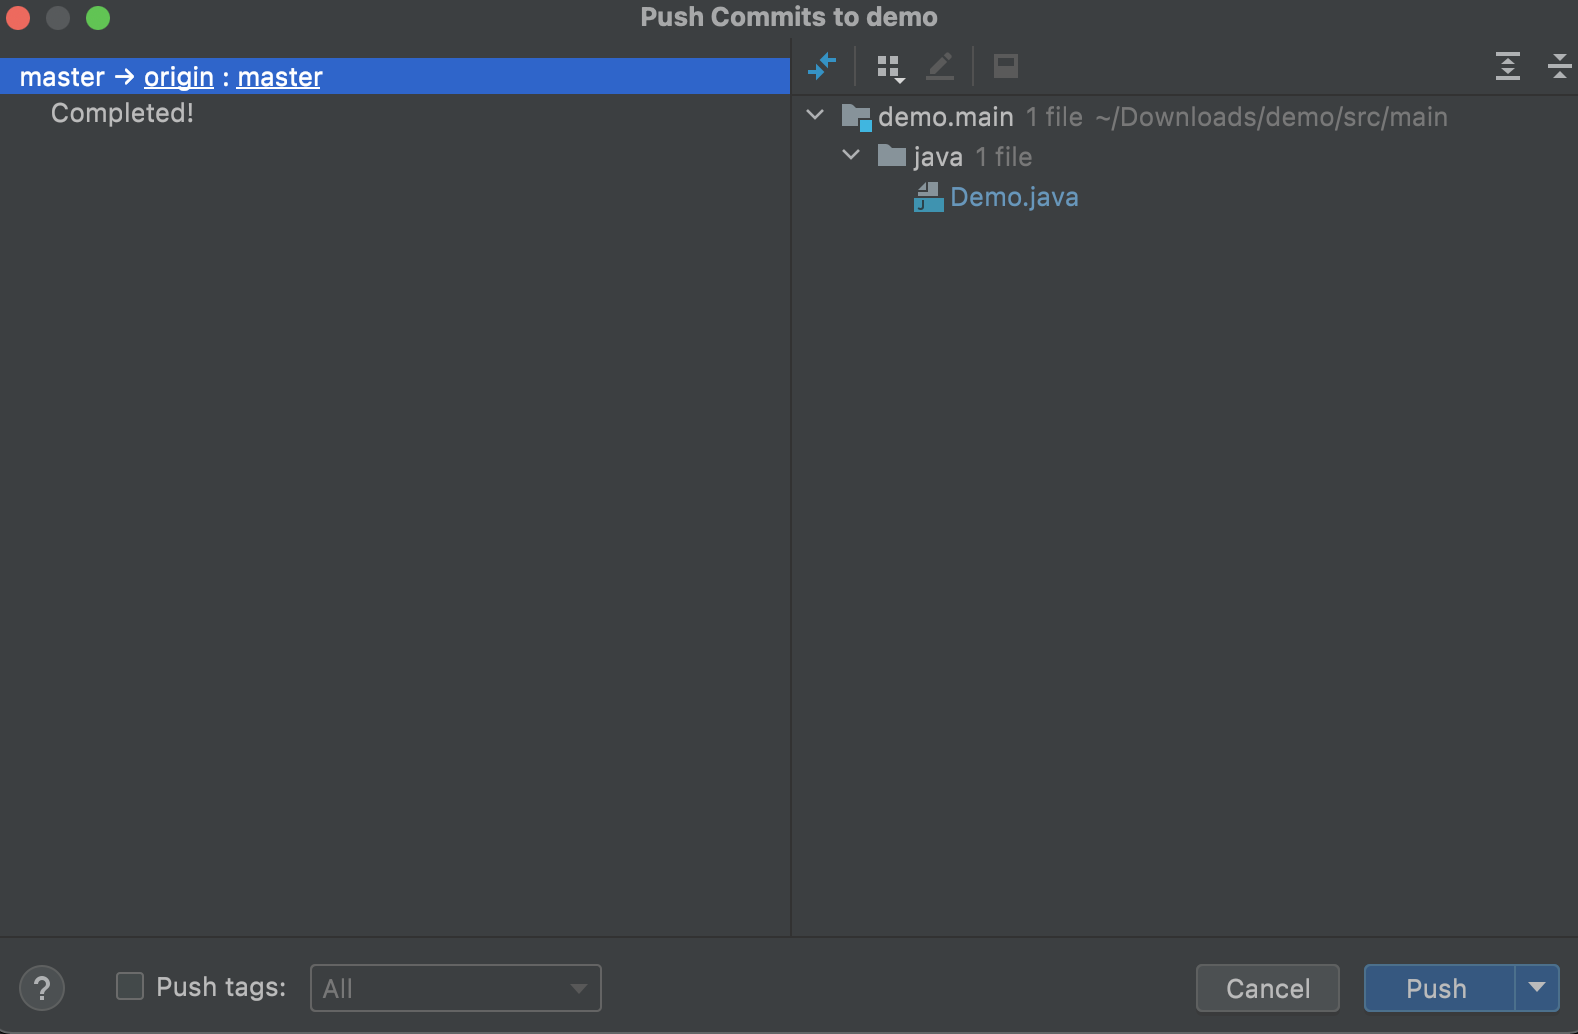 Push Commits to demo
master → origin : master
Completed!
demo.main 1 file ~/Downloads/demo/src/main
java 1 file
Demo.java
? Push tags: All Cancel Push